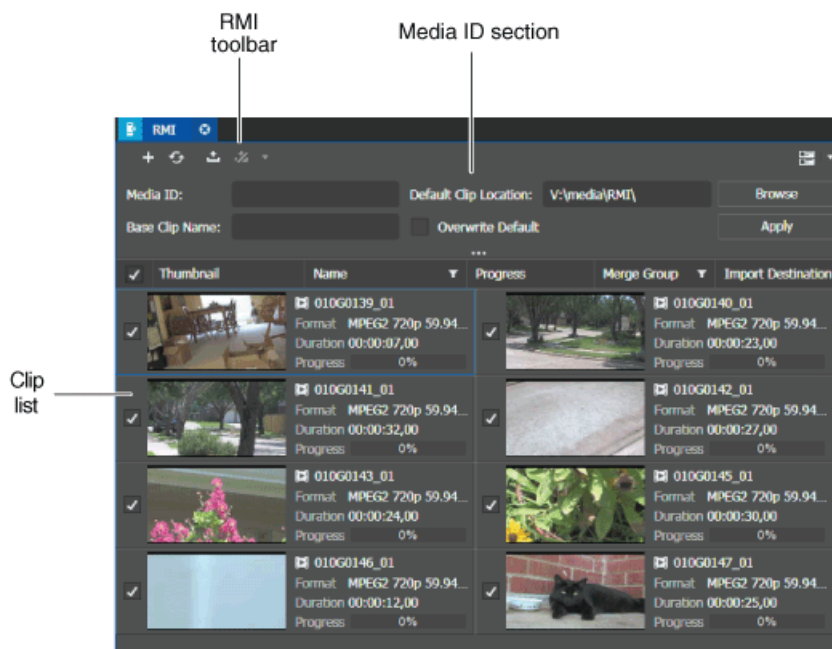 RMI
toolbar
Media ID section
RMI
Media ID:
Default Clip Location:
V:\media\RMI\
Browse
Base Clip Name:
Overwrite Default
Apply
Thumbnail
Name
Progress
Merge Group
Import Destination
010G0139_01
Format MPEG2 720p 59.94...
Duration 00:00:07,00
Progress 0%
010G0140_01
Format MPEG2 720p 59.94...
Duration 00:00:23,00
Progress 0%
Clip
list
010G0141_01
Format MPEG2 720p 59.94...
Duration 00:00:32,00
Progress 0%
010G0142_01
Format MPEG2 720p 59.94...
Duration 00:00:27,00
Progress 0%
010G0143_01
Format MPEG2 720p 59.94...
Duration 00:00:24,00
Progress 0%
010G0145_01
Format MPEG2 720p 59.94...
Duration 00:00:30,00
Progress 0%
010G0146_01
Format MPEG2 720p 59.94...
Duration 00:00:12,00
Progress 0%
010G0147_01
Format MPEG2 720p 59.94...
Duration 00:00:25,00
Progress 0%